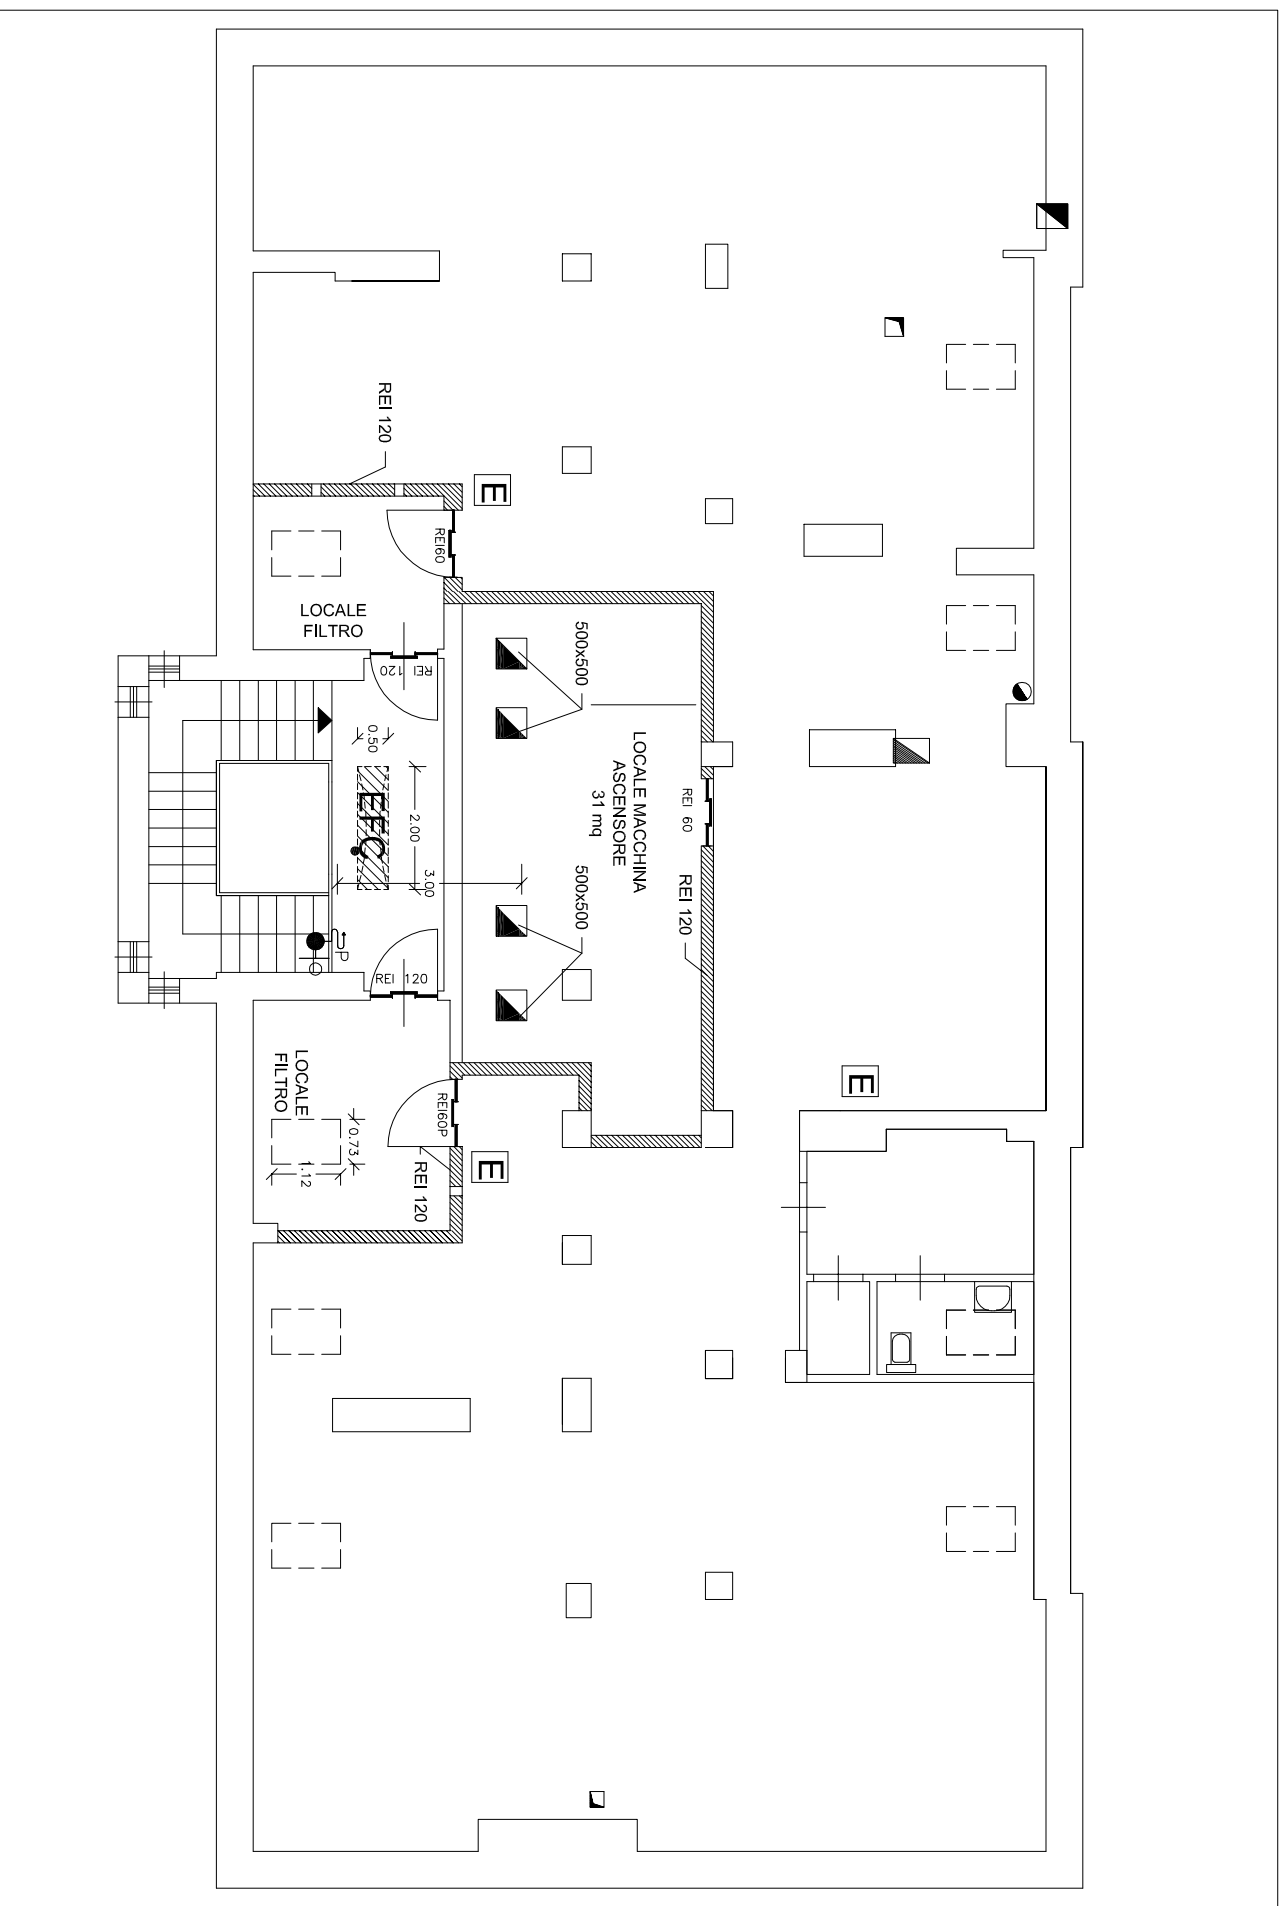 REI 120
E
REI60
LOCALE
FILTRO
REI
120
0.50
2.00
EFC
3.00
500x500
LOCALE MACCHINA
ASCENSORE
31 mq
REI 60
500x500
REI 120
UP
REI 120
E
LOCALE
FILTRO
0.73
1.12
REI60P
REI 120
E